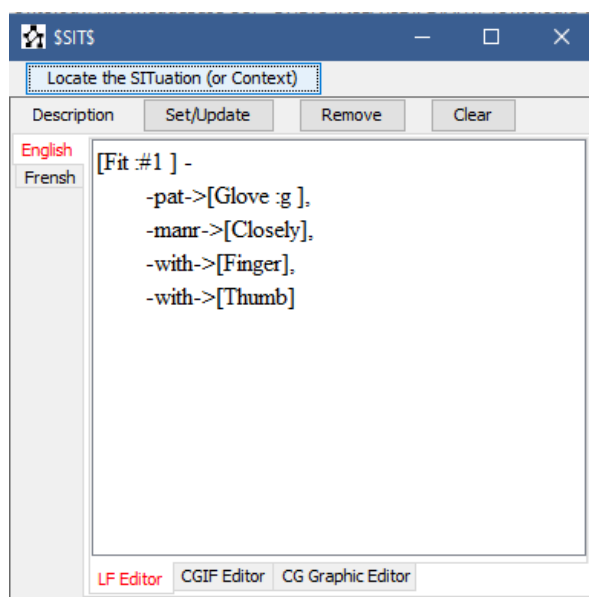 $SIT$
Locate the SITuation (or Context)
Description Set/Update Remove Clear
English
Frensh
[Fit :#1 ] -
-pat->[Glove :g ],
-manr->[Closely],
-with->[Finger],
-with->[Thumb]
LF Editor CGIF Editor CG Graphic Editor